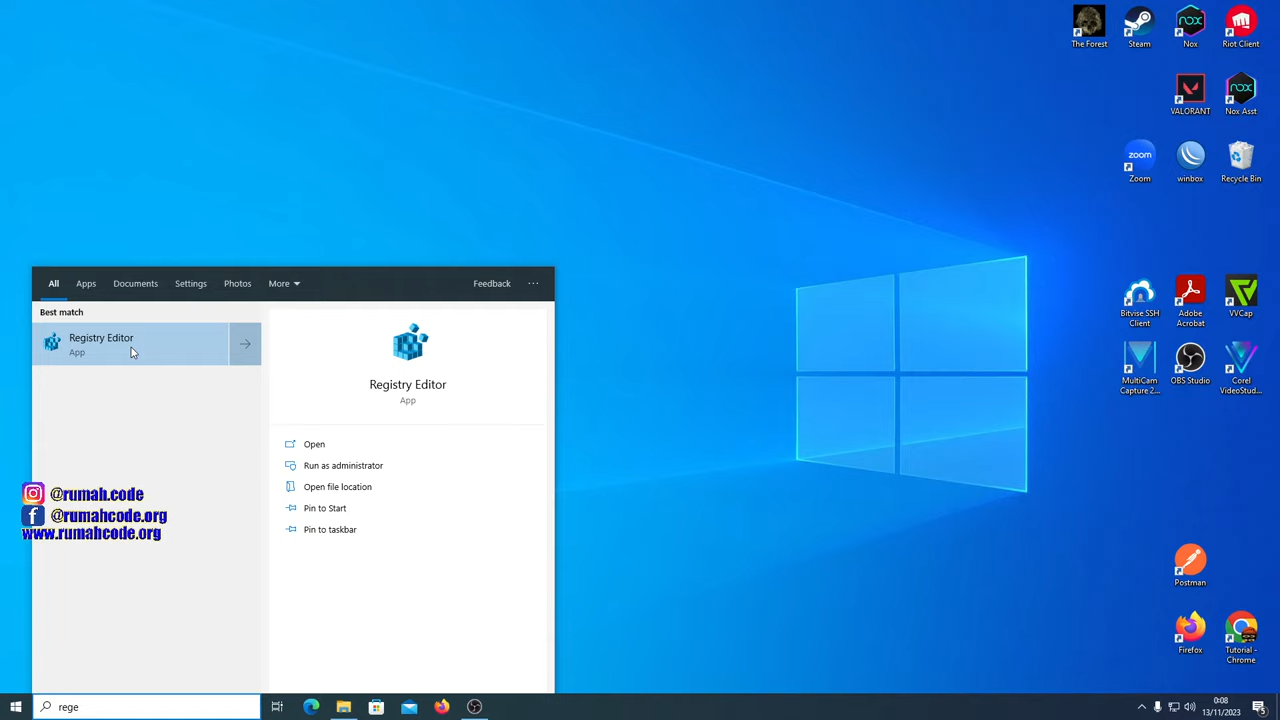 The Forest
Steam
Nox
Riot Client
VALORANT
Nox Asst
Zoom
winbox
Recycle Bin
Bitvise SSH
Client
Adobe
Acrobat
VVCap
MultiCam
Capture 2...
OBS Studio
Corel
VideoStud...
Postman
Firefox
Tutorial -
Chrome
All
Apps
Documents
Settings
Photos
More
Feedback
...
Best match
Registry Editor
App
Registry Editor
App
Open
Run as administrator
Open file location
Pin to Start
Pin to taskbar
@rumah.code
@rumahcode.org
www.rumahcode.org
rege
0:08
13/11/2023
5